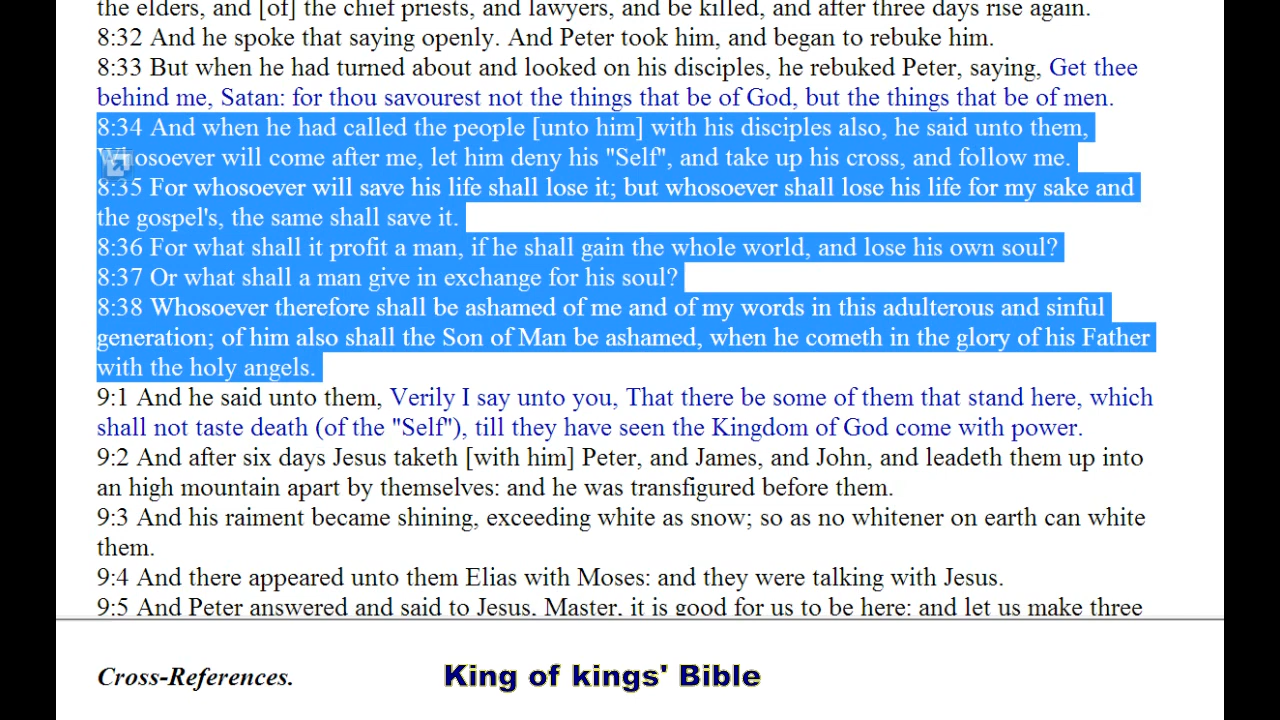 the elders, and [of] the chief priests, and lawyers, and be killed, and after three days rise again.
8:32 And he spoke that saying openly. And Peter took him, and began to rebuke him.
8:33 But when he had turned about and looked on his disciples, he rebuked Peter, saying, Get thee
behind me, Satan: for thou savourest not the things that be of God, but the things that be of men.
8:34 And when he had called the people [unto him] with his disciples also, he said unto them,
Whosoever will come after me, let him deny his "Self", and take up his cross, and follow me.
8:35 For whosoever will save his life shall lose it; but whosoever shall lose his life for my sake and
the gospel's, the same shall save it.
8:36 For what shall it profit a man, if he shall gain the whole world, and lose his own soul?
8:37 Or what shall a man give in exchange for his soul?
8:38 Whosoever therefore shall be ashamed of me and of my words in this adulterous and sinful
generation; of him also shall the Son of Man be ashamed, when he cometh in the glory of his Father
with the holy angels.
9:1 And he said unto them, Verily I say unto you, That there be some of them that stand here, which
shall not taste death (of the "Self"), till they have seen the Kingdom of God come with power.
9:2 And after six days Jesus taketh [with him] Peter, and James, and John, and leadeth them up into
an high mountain apart by themselves: and he was transfigured before them.
9:3 And his raiment became shining, exceeding white as snow; so as no whitener on earth can white
them.
9:4 And there appeared unto them Elias with Moses: and they were talking with Jesus.
9:5 And Peter answered and said to Jesus, Master, it is good for us to be here: and let us make three
Cross-References.
King of kings' Bible